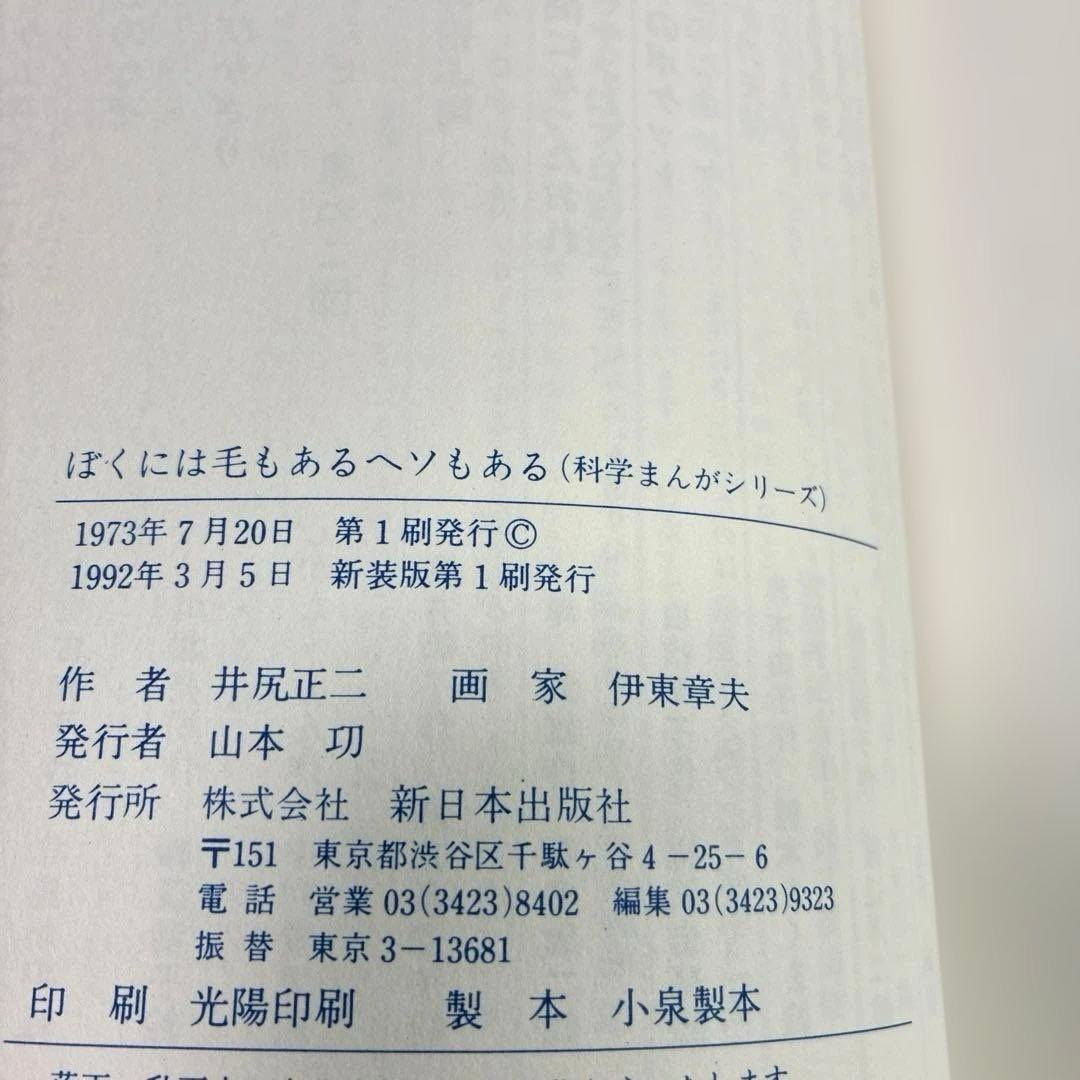 ぼくには毛もあるヘソもある(科学まんがシリーズ)
1973年7月20日 第1刷発行©
1992年3月5日 新装版第1刷発行
作 者 井尻正二 画 家 伊東章夫
発行者 山本 功
発行所 株式会社 新日本出版社
〒151 東京都渋谷区千駄ヶ谷4-25-6
電話 営業03(3423)8402 編集03(3423)9323
振替 東京3-13681
印 刷 光陽印刷 製 本 小泉製本